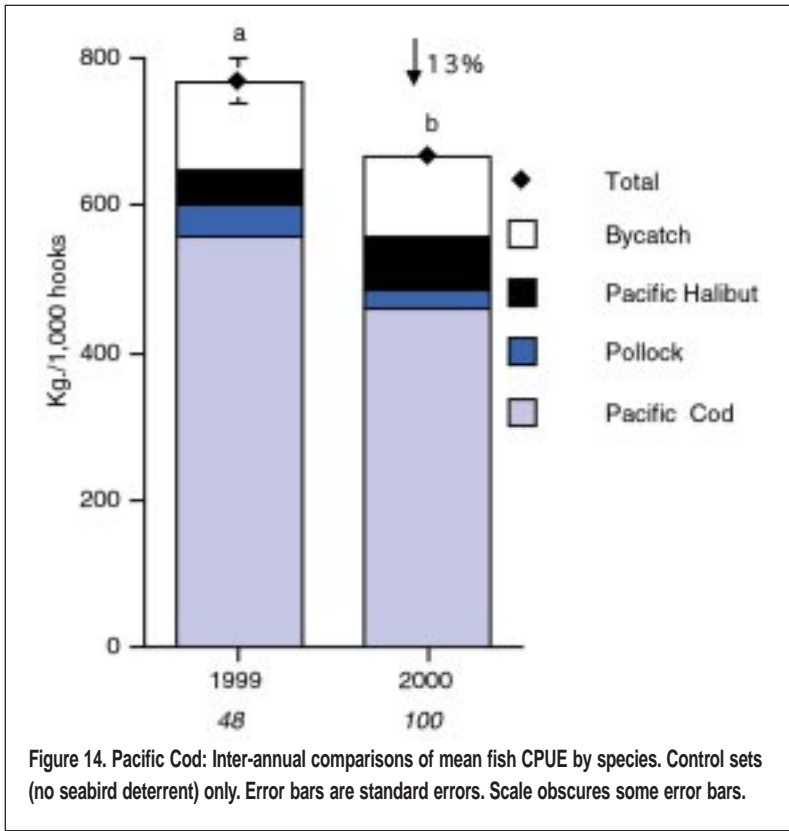 800
600
400
200
0
Kg./1,000 hooks
a
13%
b
Total
Bycatch
Pacific Halibut
Pollock
Pacific Cod
1999
2000
48
100
Figure 14. Pacific Cod: Inter-annual comparisons of mean fish CPUE by species. Control sets
(no seabird deterrent) only. Error bars are standard errors. Scale obscures some error bars.